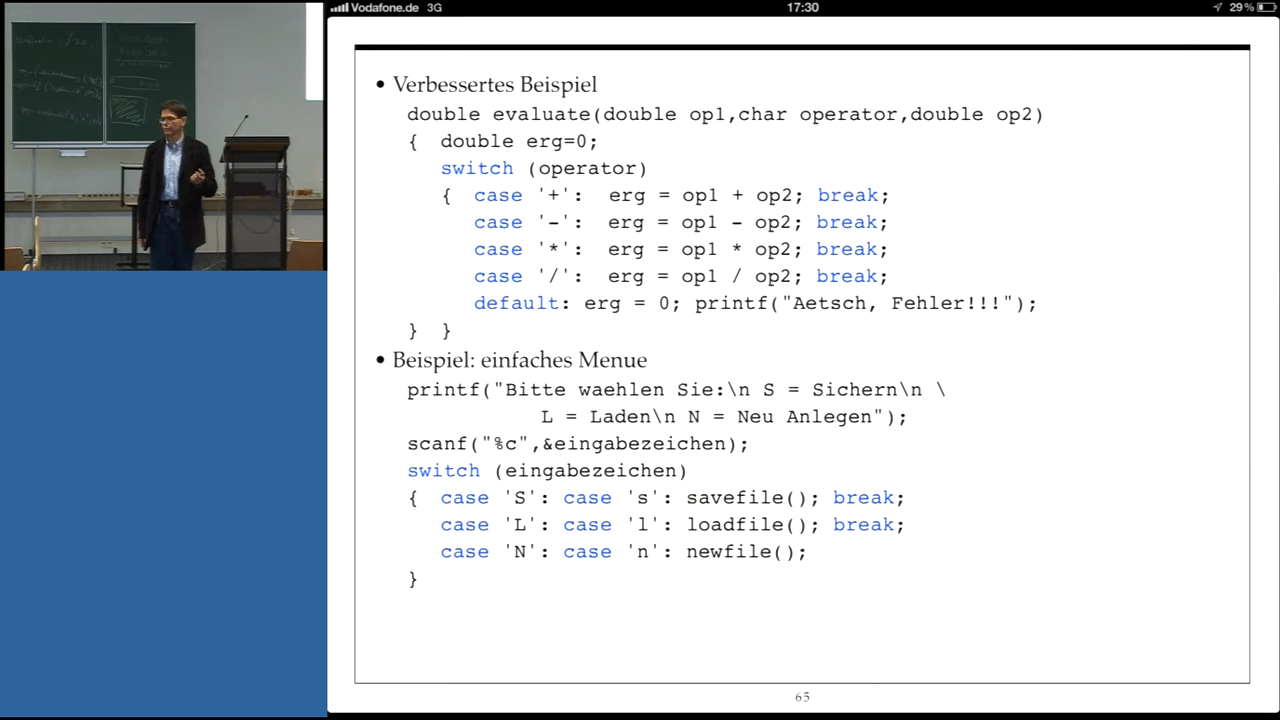 Vodafone.de 3G 17:30 29%
• Verbessertes Beispiel
double evaluate(double op1,char operator,double op2)
{ double erg=0;
switch (operator)
{ case '+': erg = op1 + op2; break;
case '-': erg = op1 - op2; break;
case '*': erg = op1 * op2; break;
case '/': erg = op1 / op2; break;
default: erg = 0; printf("Aetsch, Fehler!!!");
} }
• Beispiel: einfaches Menue
printf("Bitte waehlen Sie:\n S = Sichern\n \
L = Laden\n N = Neu Anlegen");
scanf("%c",&eingabezeichen);
switch (eingabezeichen)
{ case 'S': case 's': savefile(); break;
case 'L': case 'l': loadfile(); break;
case 'N': case 'n': newfile();
}
65